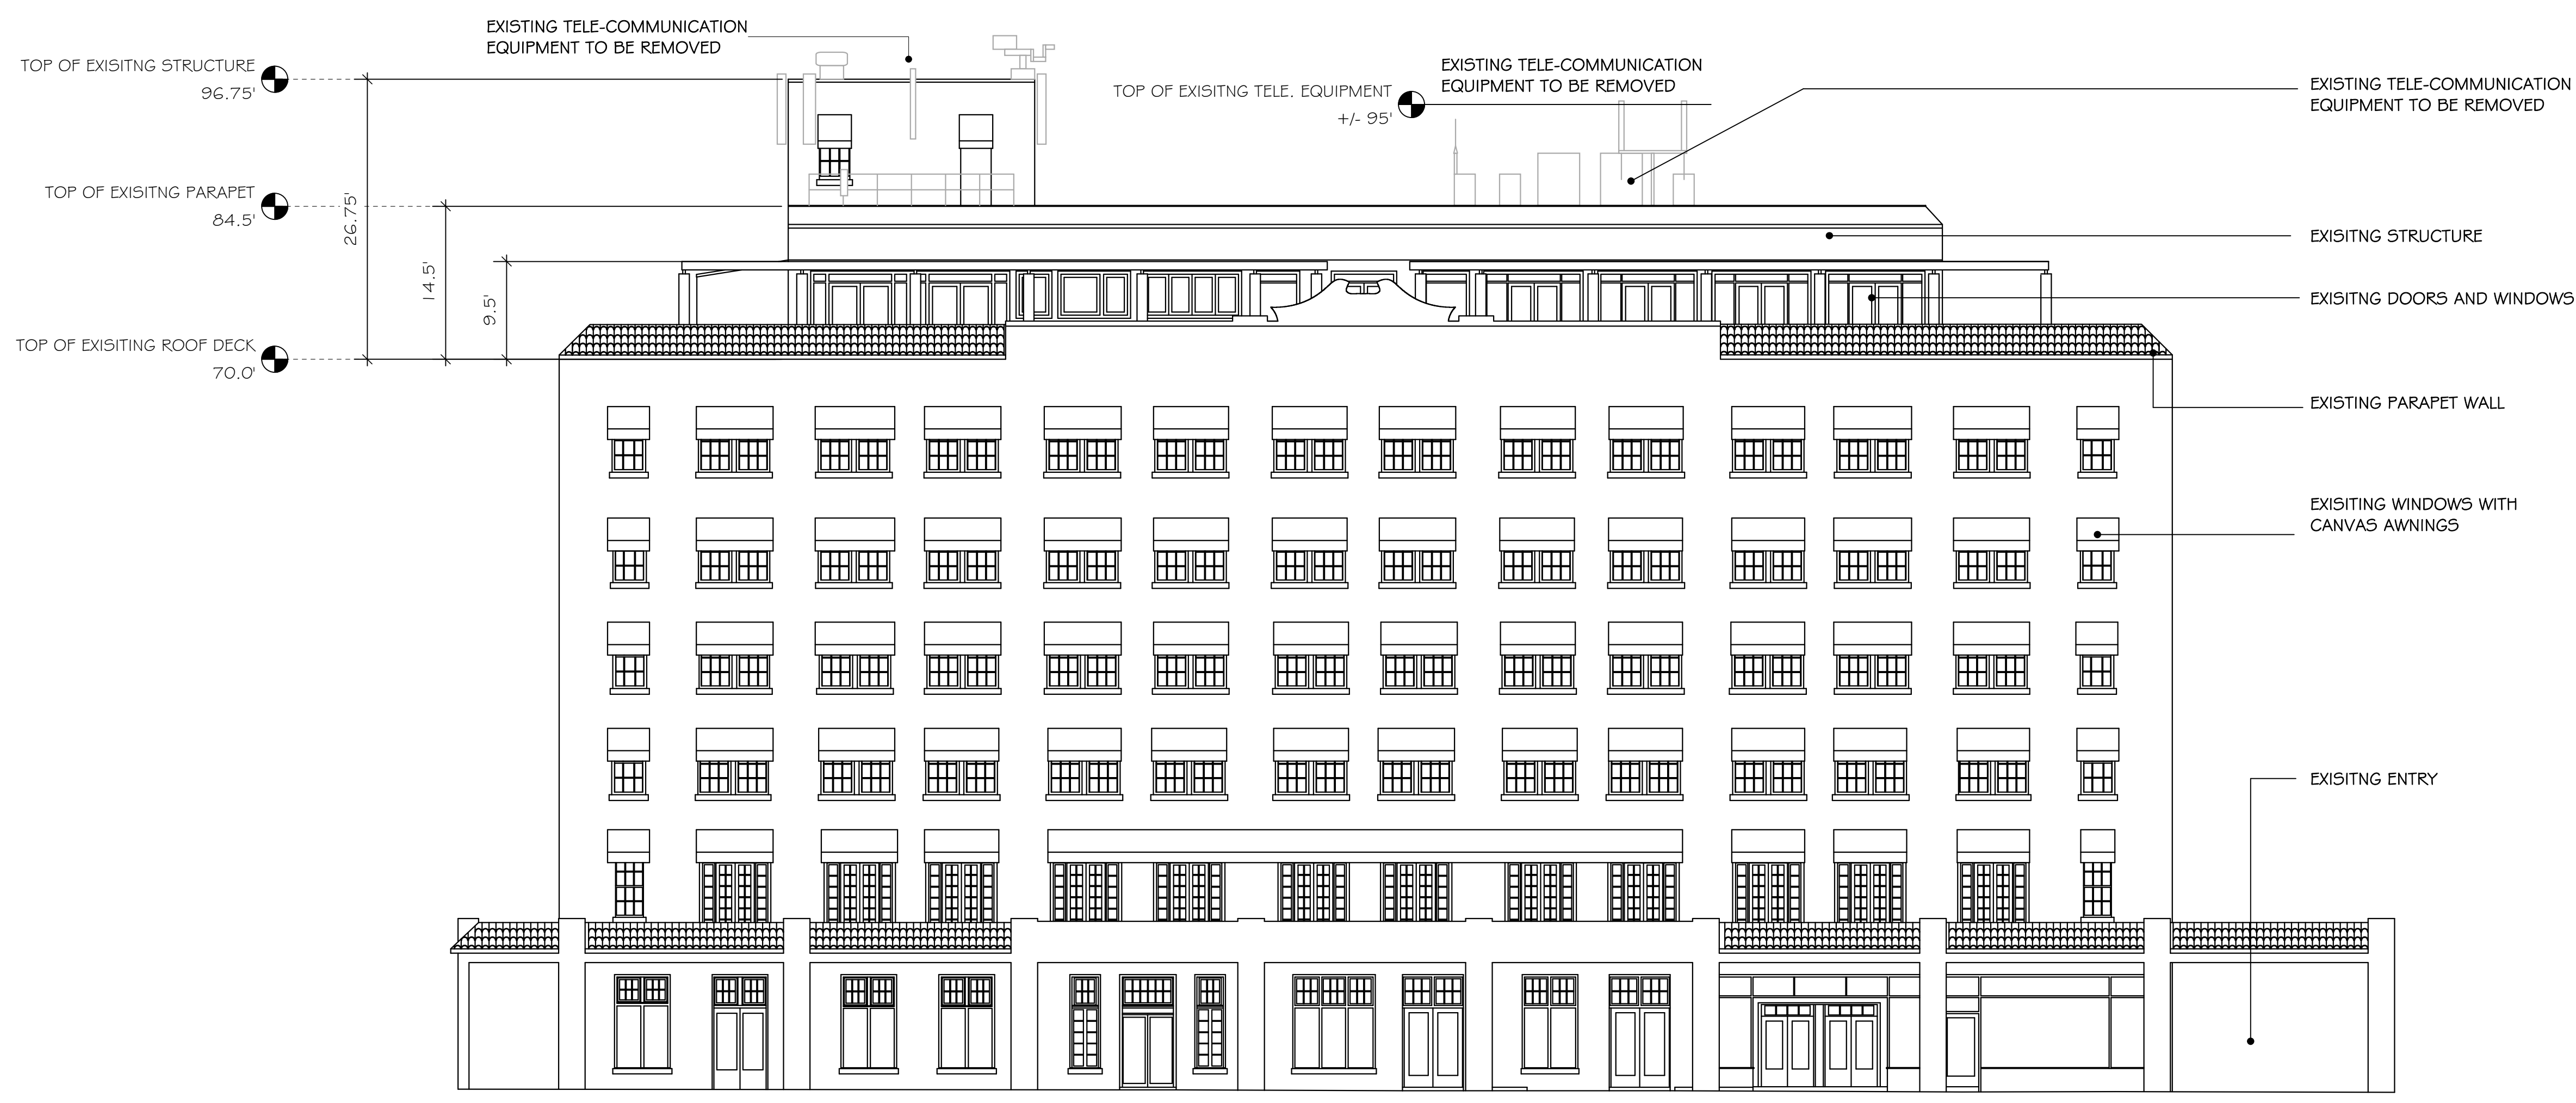 EXISTING TELE-COMMUNICATION
EQUIPMENT TO BE REMOVED
TOP OF EXISITNG STRUCTURE
96.75'
TOP OF EXISITNG TELE. EQUIPMENT
+/- 95'
EXISTING TELE-COMMUNICATION
EQUIPMENT TO BE REMOVED
EXISTING TELE-COMMUNICATION
EQUIPMENT TO BE REMOVED
TOP OF EXISITNG PARAPET
84.5'
26.75'
14.5'
9.5'
EXISITNG STRUCTURE
EXISITNG DOORS AND WINDOWS
TOP OF EXISITING ROOF DECK
70.0'
EXISTING PARAPET WALL
EXISITING WINDOWS WITH
CANVAS AWNINGS
EXISITNG ENTRY